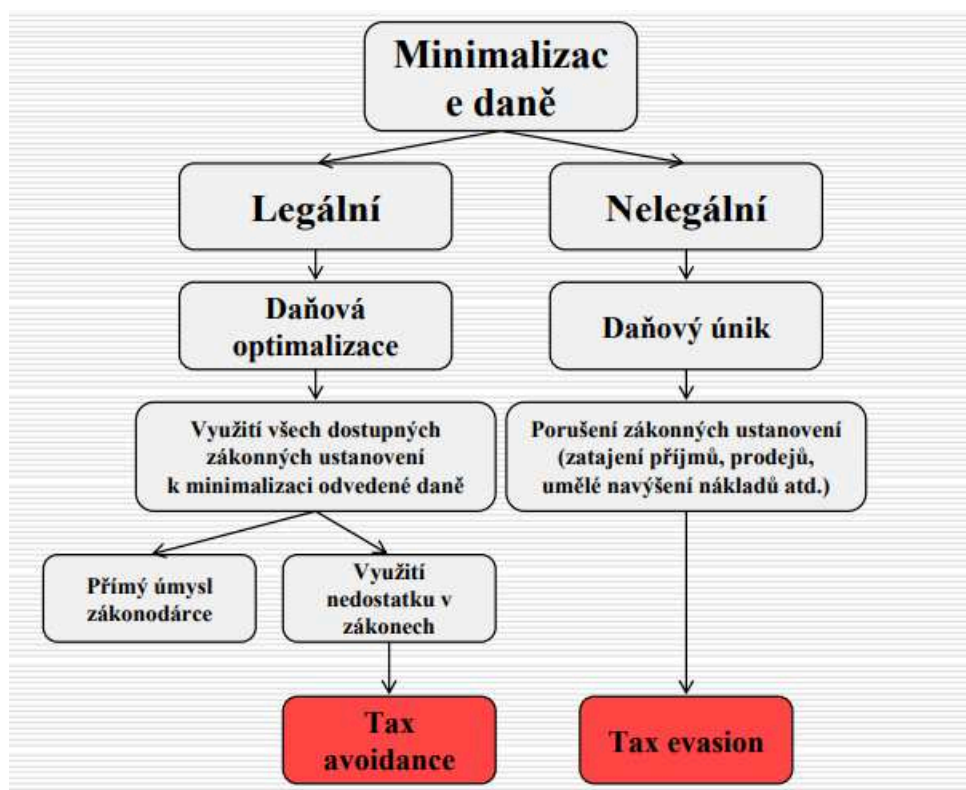 Minimalizac
e daně
Legální
Nelegální
Daňová
optimalizace
Daňový únik
Využití všech dostupných
zákonných ustanovení
k minimalizaci odvedené daně
Porušení zákonných ustanovení
(zatajení příjmů, prodejů,
umělé navýšení nákladů atd.)
Přímý úmysl
zákonodárce
Využití
nedostatku v
zákonech
Tax
avoidance
Tax evasion